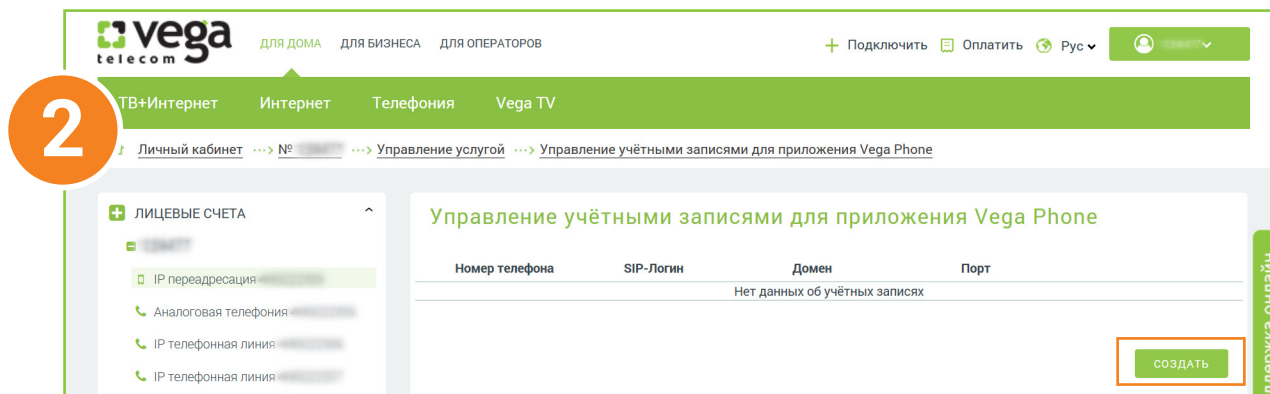 vega
telecom
ДЛЯ ДОМА ДЛЯ БИЗНЕСА ДЛЯ ОПЕРАТОРОВ
+ Подключить Оплатить Рус
2
ТВ+Интернет Интернет Телефония Vega TV
Личный кабинет ···> № ···> Управление услугой ···> Управление учётными записями для приложения Vega Phone
ЛИЦЕВЫЕ СЧЕТА
IP переадресация
Аналоговая телефония
IP телефонная линия
IP телефонная линия
Управление учётными записями для приложения Vega Phone
Номер телефона SIP-Логин Домен Порт
Нет данных об учётных записях
СОЗДАТЬ
онлайн